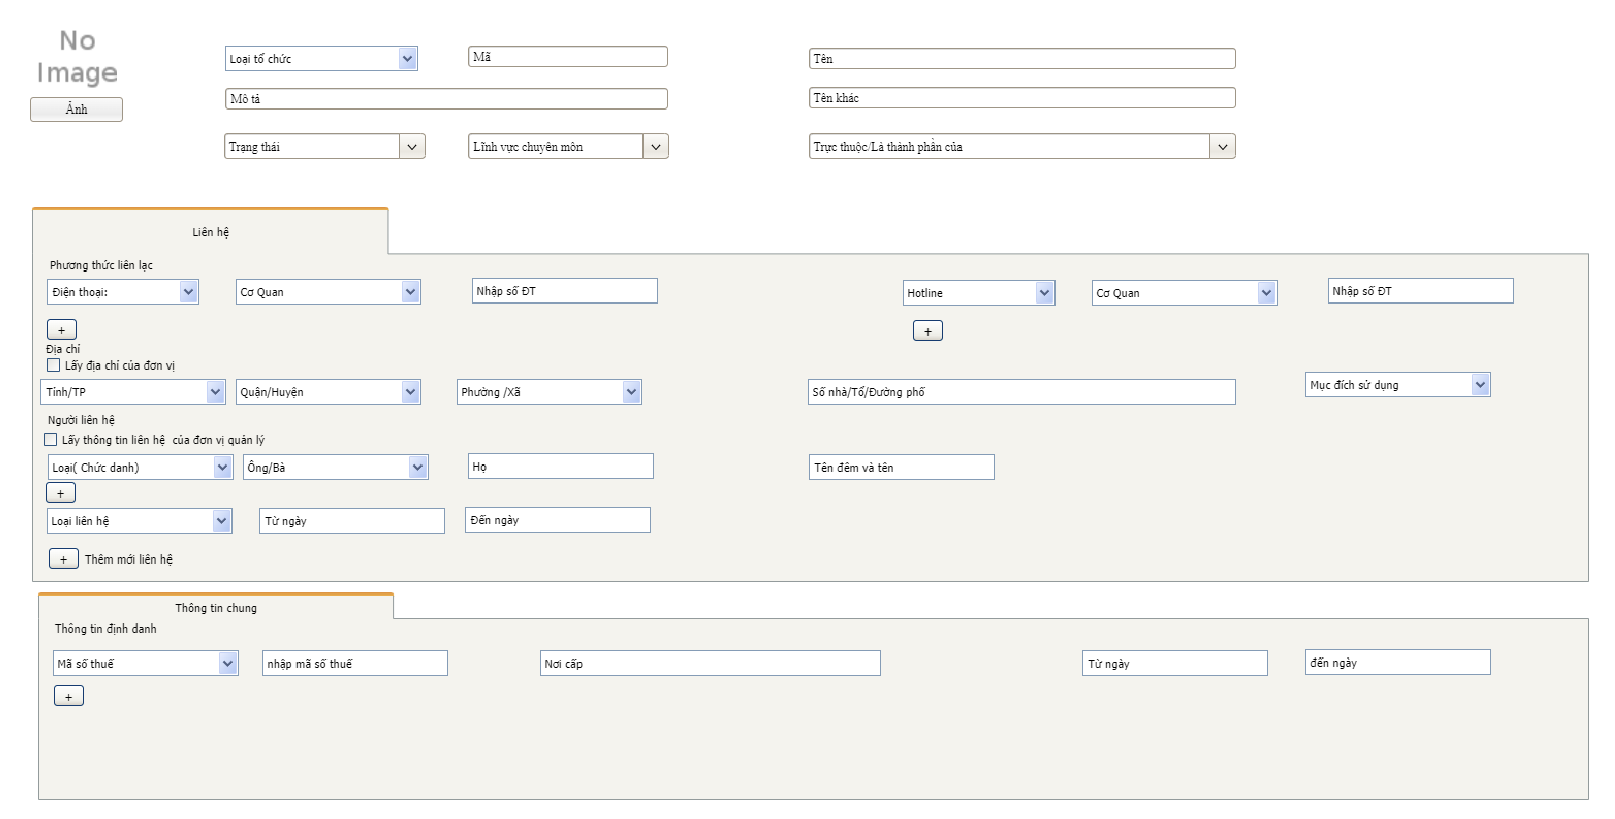 No
Image
Ảnh
Loại tổ chức Mã Tên
Mô tả Tên khác
Trạng thái Lĩnh vực chuyên môn Trực thuộc/Là thành phần của
Liên hệ
Phương thức liên lạc
Điện thoại: Cơ Quan Nhập số ĐT Hotline Cơ Quan Nhập số ĐT
+ +
Địa chỉ
Lấy địa chỉ của đơn vị
Tỉnh/TP Quận/Huyện Phường /Xã Số nhà/Tổ/Đường phố Mục đích sử dụng
Người liên hệ
Lấy thông tin liên hệ của đơn vị quản lý
Loại( Chức danh) Ông/Bà Họ Tên đêm và tên
+
Loại liên hệ Từ ngày Đến ngày
+ Thêm mới liên hệ
Thông tin chung
Thông tin định đanh
Mã số thuế nhập mã số thuế Nơi cấp Từ ngày đến ngày
+